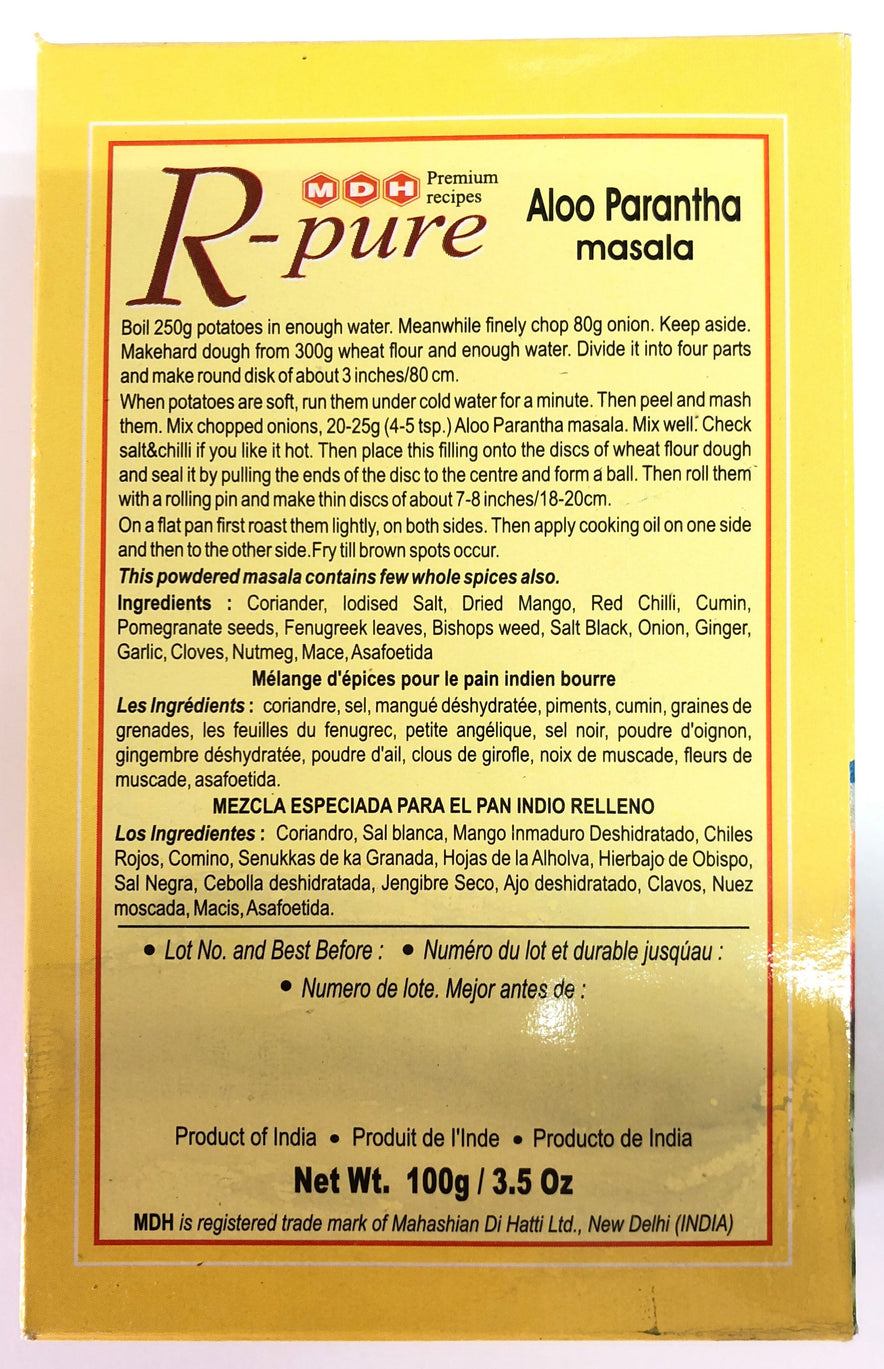 MDH Premium
recipes
R-pure
Aloo Parantha
masala
Boil 250g potatoes in enough water. Meanwhile finely chop 80g onion. Keep aside.
Makehard dough from 300g wheat flour and enough water. Divide it into four parts
and make round disk of about 3 inches/80 cm.
When potatoes are soft, run them under cold water for a minute. Then peel and mash
them. Mix chopped onions, 20-25g (4-5 tsp.) Aloo Parantha masala. Mix well. Check
salt&chilli if you like it hot. Then place this filling onto the discs of wheat flour dough
and seal it by pulling the ends of the disc to the centre and form a ball. Then roll them
with a rolling pin and make thin discs of about 7-8 inches/18-20cm.
On a flat pan first roast them lightly, on both sides. Then apply cooking oil on one side
and then to the other side.Fry till brown spots occur.
This powdered masala contains few whole spices also.
Ingredients : Coriander, Iodised Salt, Dried Mango, Red Chilli, Cumin,
Pomegranate seeds, Fenugreek leaves, Bishops weed, Salt Black, Onion, Ginger,
Garlic, Cloves, Nutmeg, Mace, Asafoetida
Mélange d'épices pour le pain indien bourre
Les Ingrédients : coriandre, sel, mangué déshydratée, piments, cumin, graines de
grenades, les feuilles du fenugrec, petite angélique, sel noir, poudre d'oignon,
gingembre déshydratée, poudre d'ail, clous de girofle, noix de muscade, fleurs de
muscade, asafoetida.
MEZCLA ESPECIADA PARA EL PAN INDIO RELLENO
Los Ingredientes : Coriandro, Sal blanca, Mango Inmaduro Deshidratado, Chiles
Rojos, Comino, Senukkas de ka Granada, Hojas de la Alholva, Hierbajo de Obispo,
Sal Negra, Cebolla deshidratada, Jengibre Seco, Ajo deshidratado, Clavos, Nuez
moscada, Macis, Asafoetida.
• Lot No. and Best Before : • Numéro du lot et durable jusqúau :
• Numero de lote. Mejor antes de :
Product of India • Produit de l'Inde • Producto de India
Net Wt. 100g / 3.5 Oz
MDH is registered trade mark of Mahashian Di Hatti Ltd., New Delhi (INDIA)